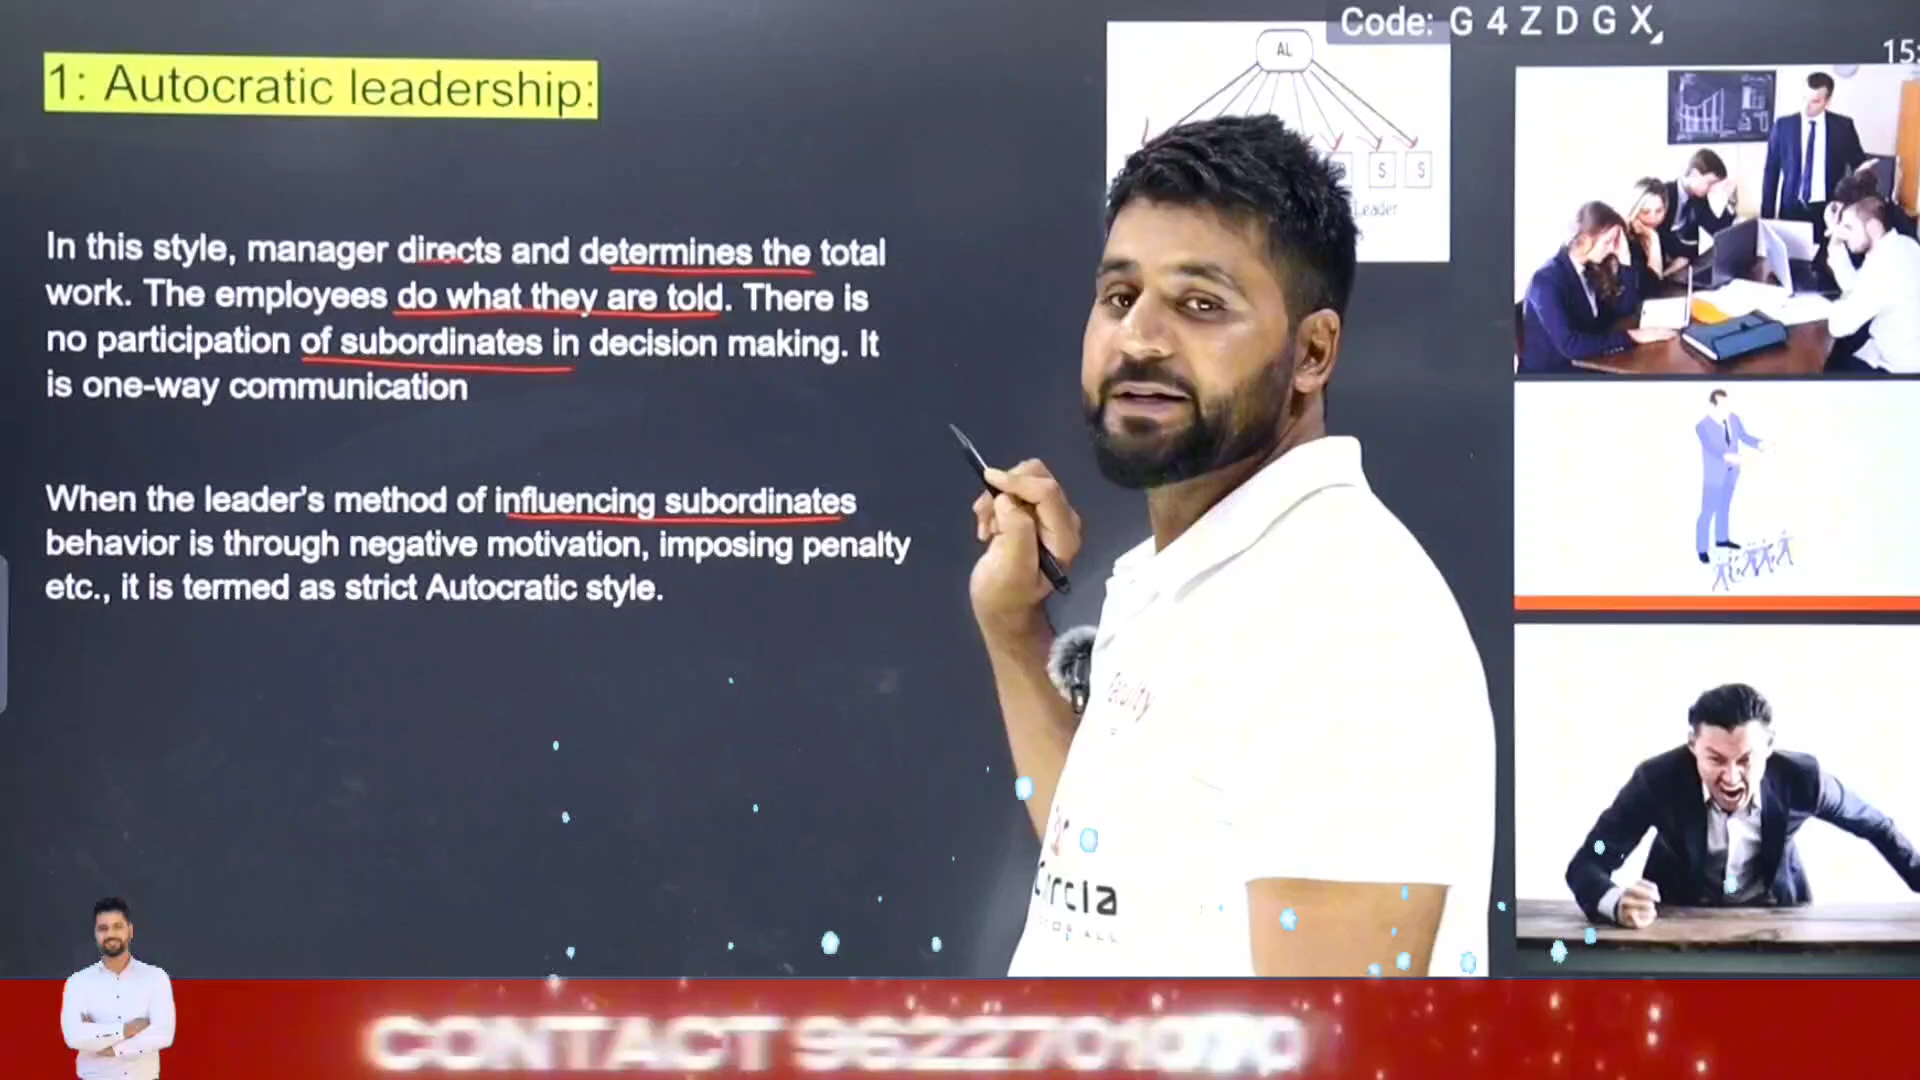 Code: G 4 Z D G X
1: Autocratic leadership:
AL
S S
Leader
In this style, manager directs and determines the total
work. The employees do what they are told. There is
no participation of subordinates in decision making. It
is one-way communication
When the leader's method of influencing subordinates
behavior is through negative motivation, imposing penalty
etc., it is termed as strict Autocratic style.
CONTACT